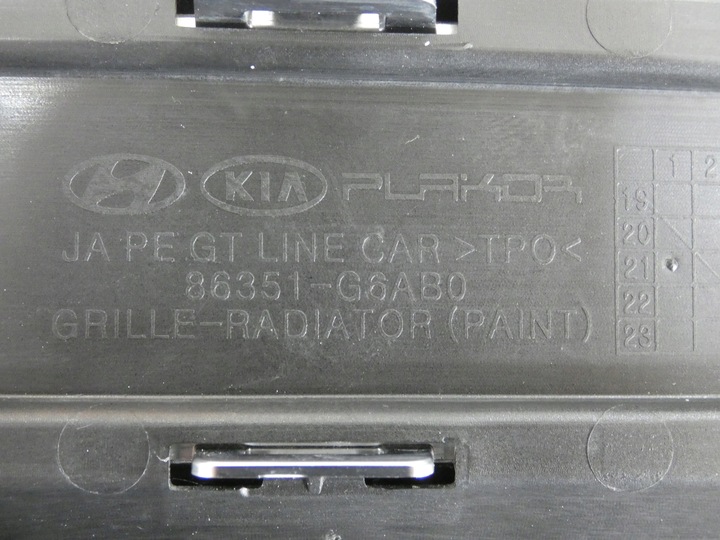 KIA PLAKOR
JA PE GT LINE CAR >TPO<
86351-G6AB0
GRILLE-RADIATOR (PAINT)
1 2
19
20
21
22
23